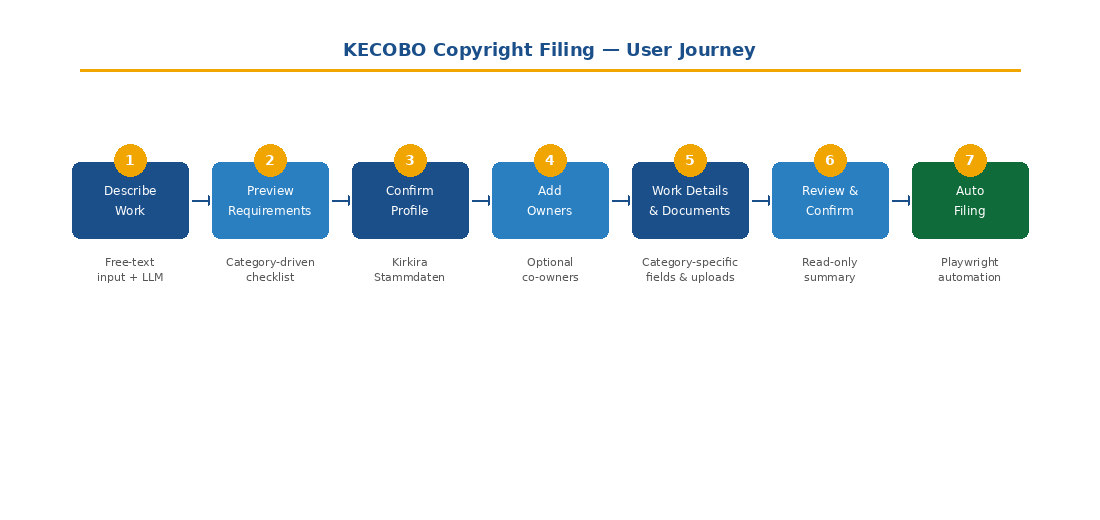 KECOBO Copyright Filing — User Journey
1
Describe
Work
Free-text
input + LLM
2
Preview
Requirements
Category-driven
checklist
3
Confirm
Profile
Kirkira
Stammdaten
4
Add
Owners
Optional
co-owners
5
Work Details
& Documents
Category-specific
fields & uploads
6
Review &
Confirm
Read-only
summary
7
Auto
Filing
Playwright
automation